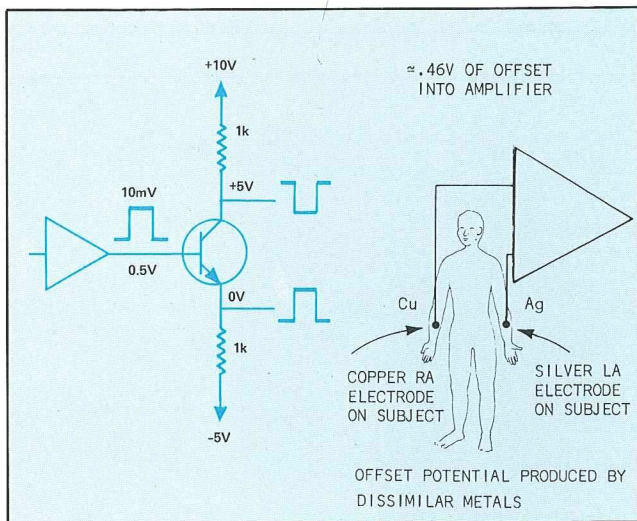 +10V
1k
+5V
10mV
0.5V
0V
1k
-5V
≃.46V OF OFFSET
INTO AMPLIFIER
Cu
Ag
COPPER RA
ELECTRODE
ON SUBJECT
SILVER LA
ELECTRODE
ON SUBJECT
OFFSET POTENTIAL PRODUCED BY
DISSIMILAR METALS